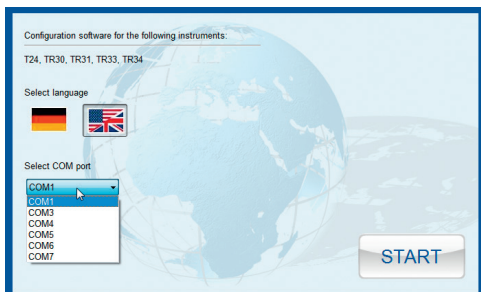 Configuration software for the following instruments:
T24, TR30, TR31, TR33, TR34
Select language
Select COM port
COM1
COM1
COM3
COM4
COM5
COM6
COM7
START